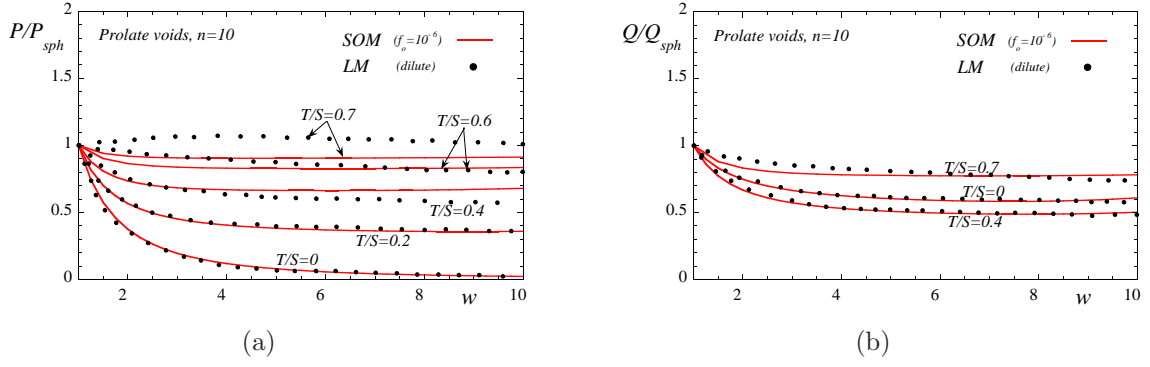 P/P_sph
2
1.5
1
0.5
0
Prolate voids, n=10
SOM (f_o=10^-6)
LM (dilute)
T/S=0.7
T/S=0.6
T/S=0.4
T/S=0.2
T/S=0
2 4 6 8 10
w
(a)
Q/Q_sph
2
1.5
1
0.5
0
Prolate voids, n=10
SOM (f_o=10^-6)
LM (dilute)
T/S=0.7
T/S=0
T/S=0.4
2 4 6 8 10
w
(b)